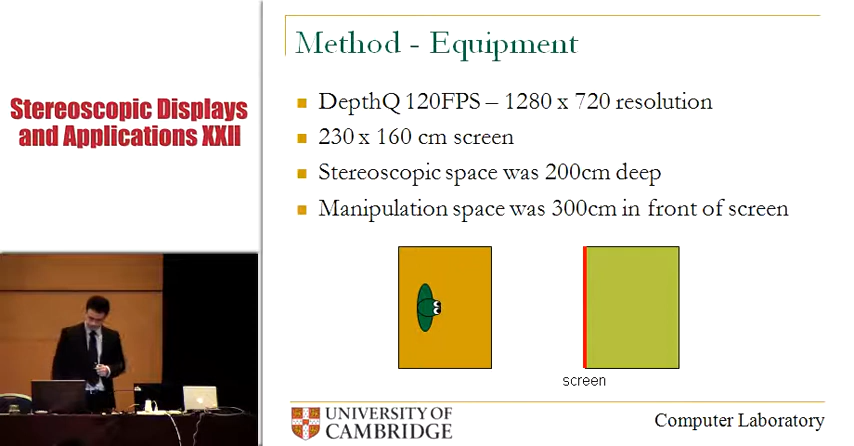 Stereoscopic Displays
and Applications XXII
Method - Equipment
DepthQ 120FPS – 1280 x 720 resolution
230 x 160 cm screen
Stereoscopic space was 200cm deep
Manipulation space was 300cm in front of screen
screen
UNIVERSITY OF
CAMBRIDGE
Computer Laboratory